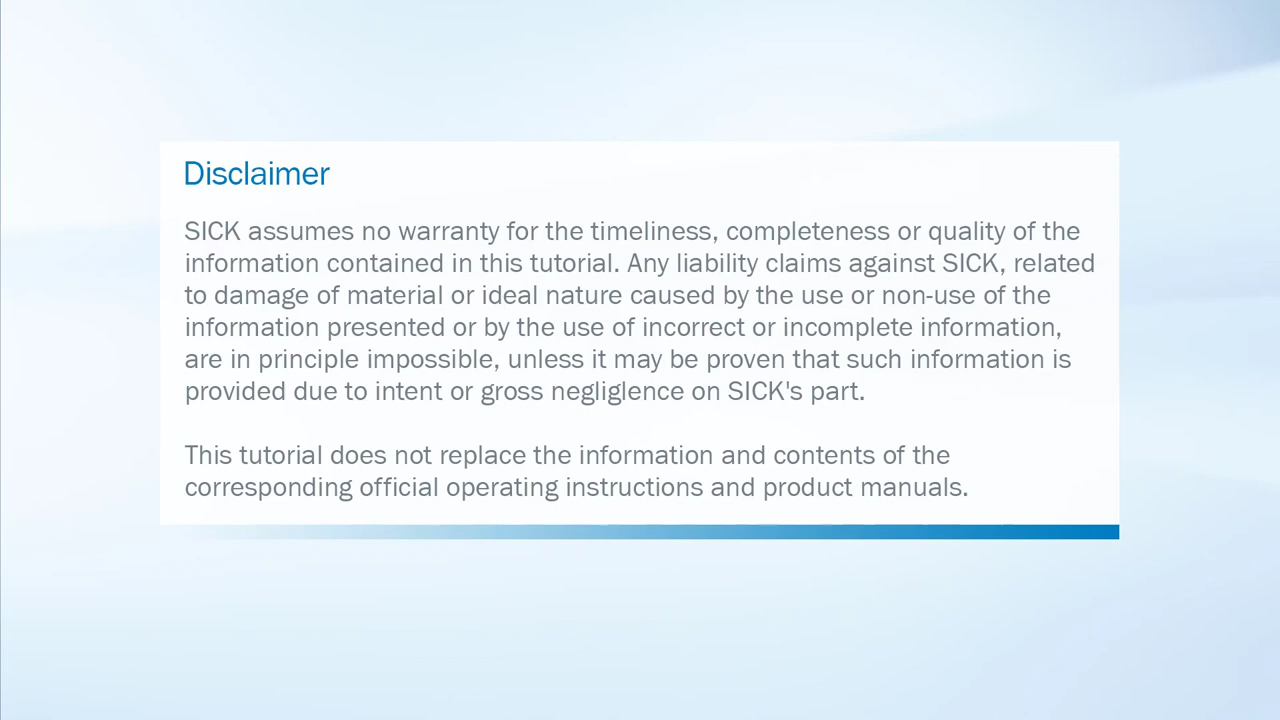 Disclaimer
SICK assumes no warranty for the timeliness, completeness or quality of the
information contained in this tutorial. Any liability claims against SICK, related
to damage of material or ideal nature caused by the use or non-use of the
information presented or by the use of incorrect or incomplete information,
are in principle impossible, unless it may be proven that such information is
provided due to intent or gross negliglence on SICK's part.
This tutorial does not replace the information and contents of the
corresponding official operating instructions and product manuals.